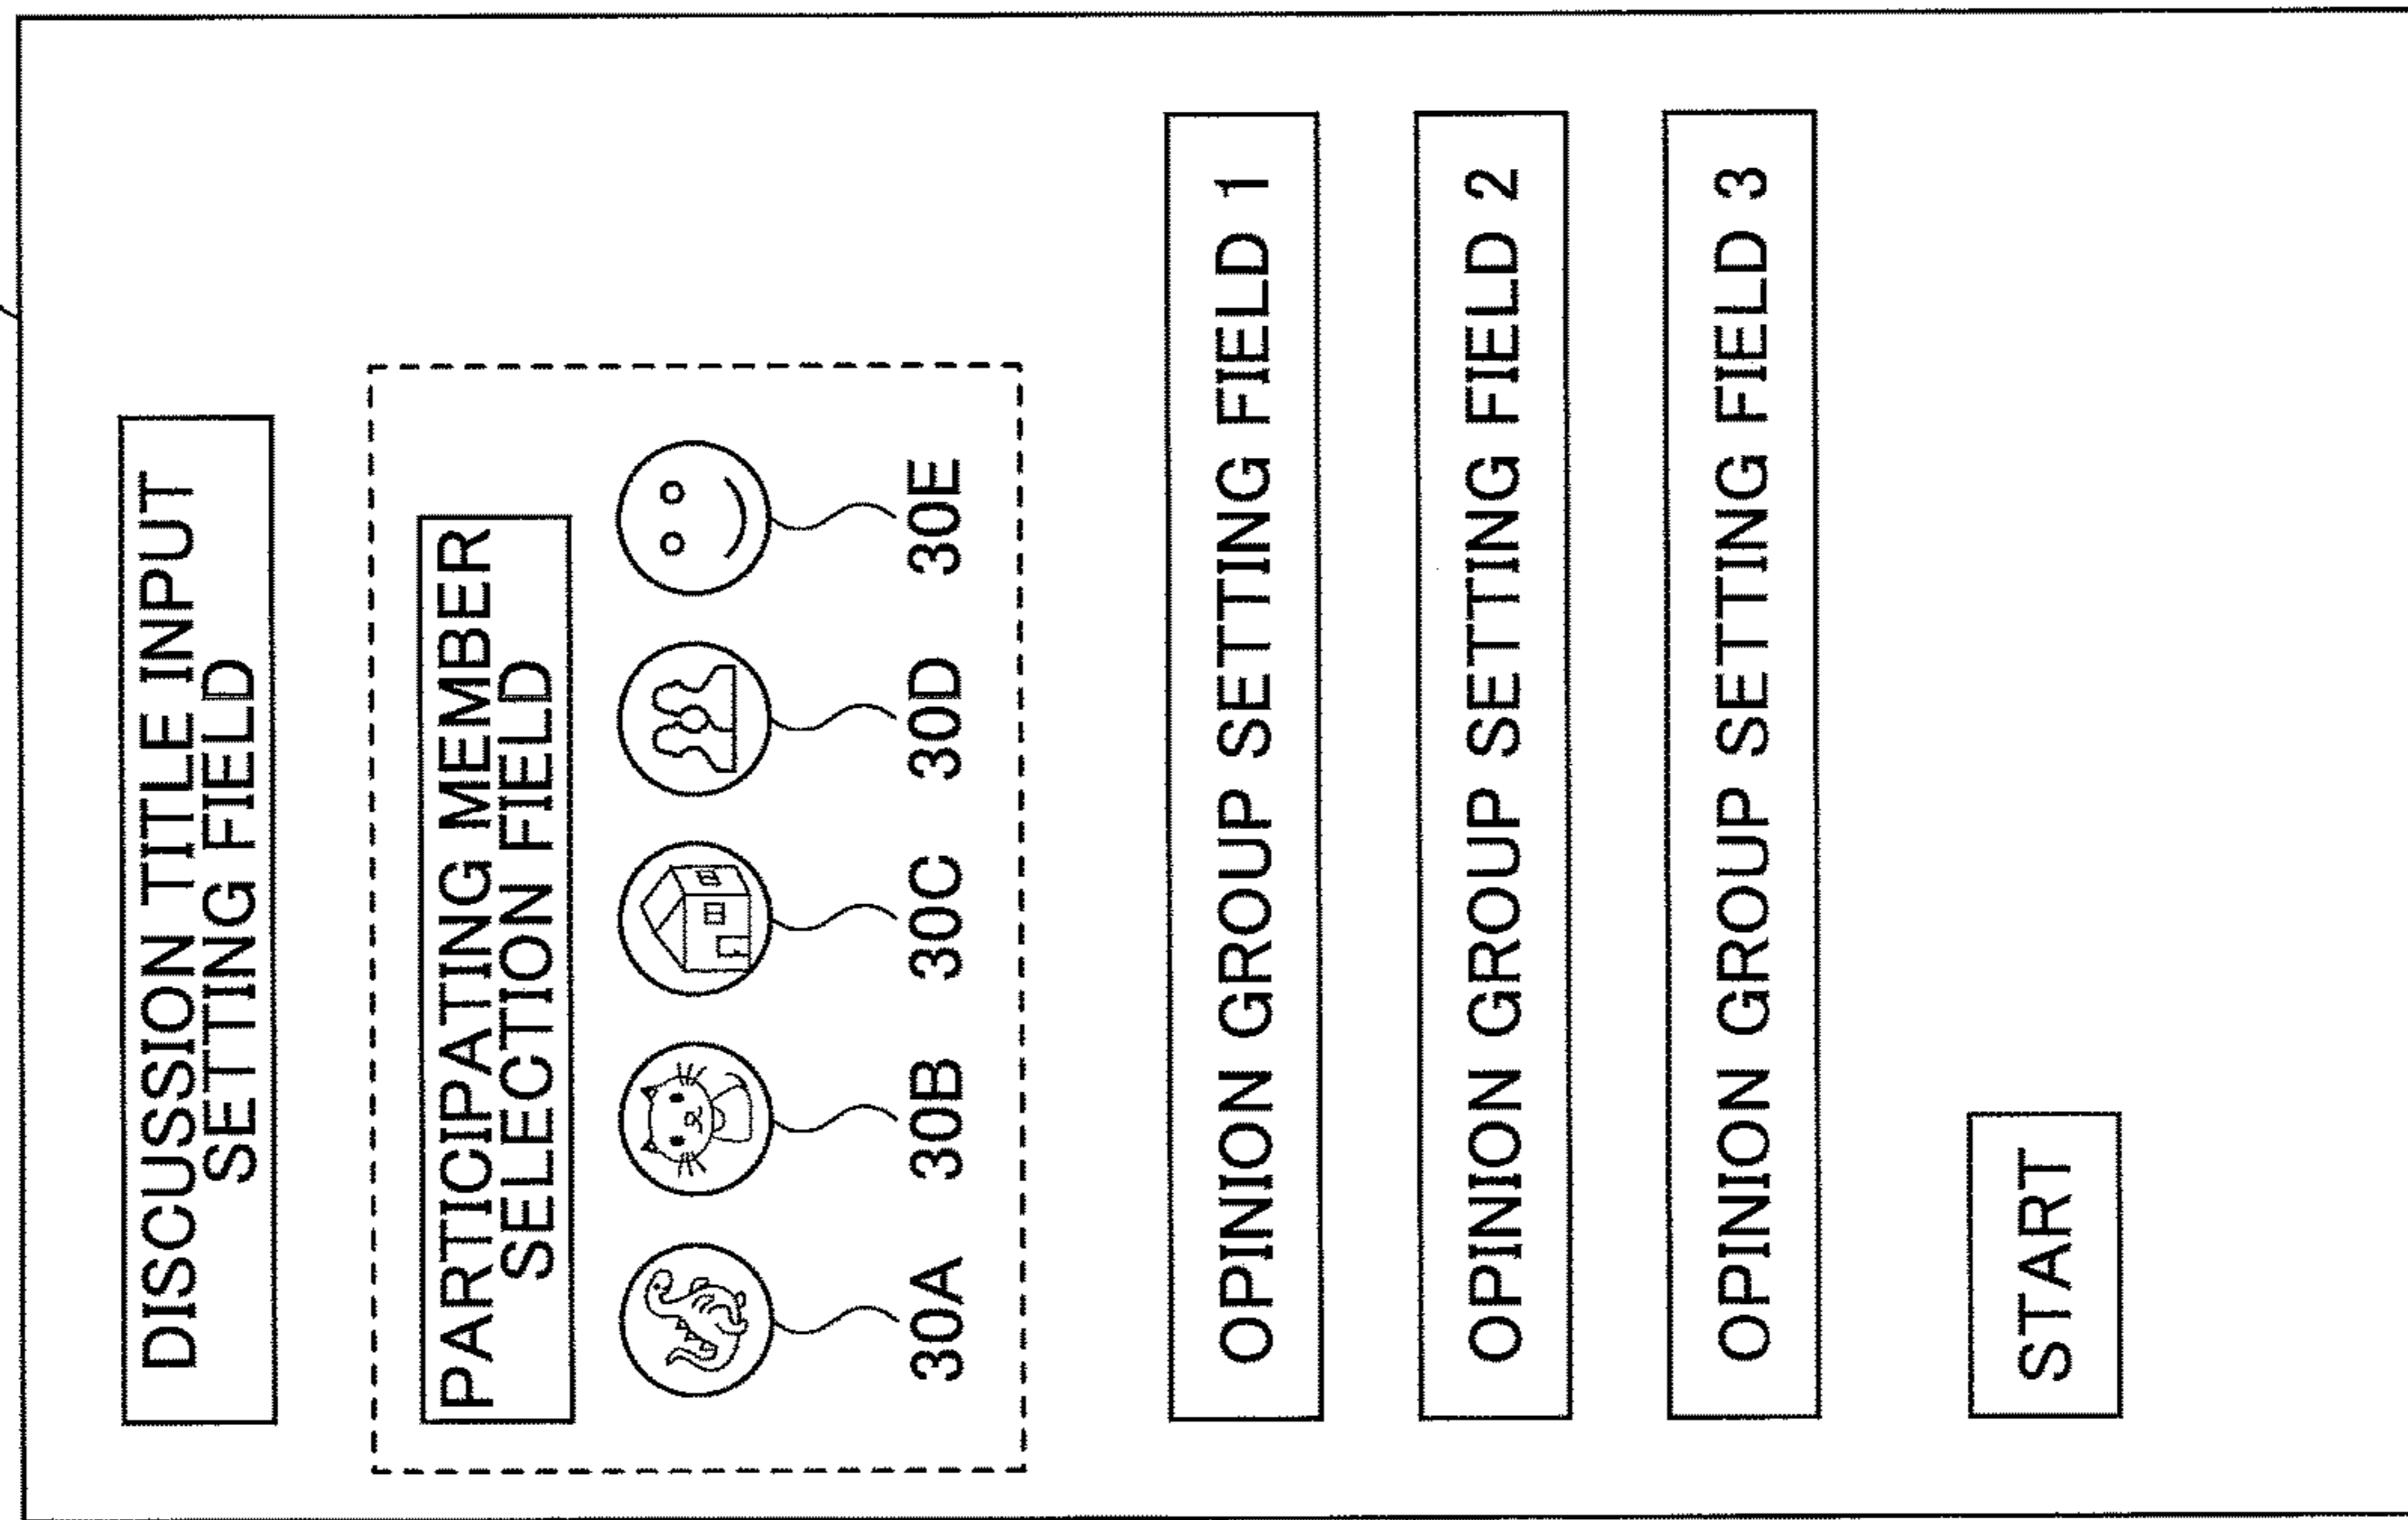 DISCUSSION TITLE INPUT
SETTING FIELD
PARTICIPATING MEMBER
SELECTION FIELD
30A 30B 30C 30D 30E
OPINION GROUP SETTING FIELD 1
OPINION GROUP SETTING FIELD 2
OPINION GROUP SETTING FIELD 3
START